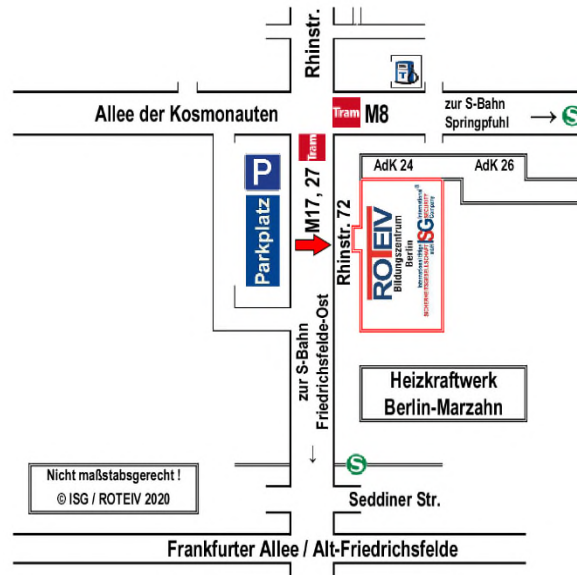 Rhinstr.
Allee der Kosmonauten
Tram M8
zur S-Bahn
Springpfuhl → S
Tram
M17, 27
AdK 24
AdK 26
P
Parkplatz
Rhinstr. 72
ROTEIV
Bildungszentrum
Berlin
ISG
SICHERHEITSGESELLSCHAFT
SECURITY
zur S-Bahn
Friedrichsfelde-Ost
↓
Heizkraftwerk
Berlin-Marzahn
S
Nicht maßstabsgerecht !
© ISG / ROTEIV 2020
Seddiner Str.
Frankfurter Allee / Alt-Friedrichsfelde